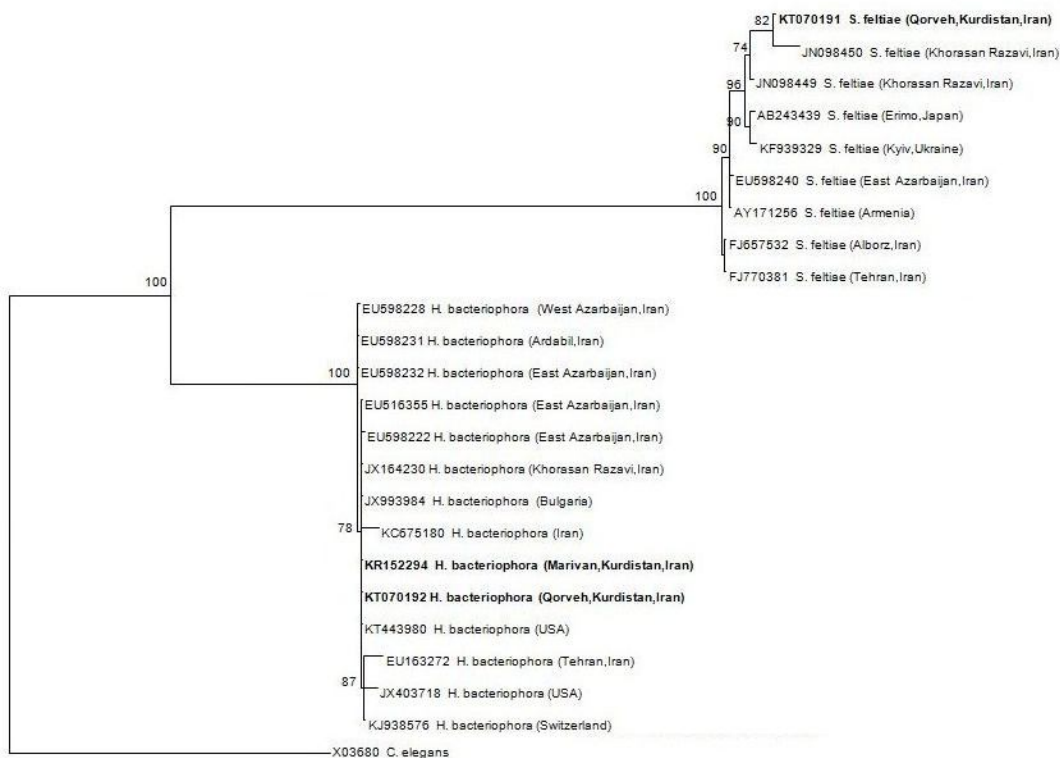 82 KT070191 S. feltiae (Qorveh,Kurdistan,Iran)
74 JN098450 S. feltiae (Khorasan Razavi,Iran)
96 JN098449 S. feltiae (Khorasan Razavi,Iran)
90 AB243439 S. feltiae (Erimo,Japan)
90 KF939329 S. feltiae (Kyiv,Ukraine)
EU598240 S. feltiae (East Azarbaijan,Iran)
100 AY171256 S. feltiae (Armenia)
FJ657532 S. feltiae (Alborz,Iran)
100 FJ770381 S. feltiae (Tehran,Iran)
EU598228 H. bacteriophora (West Azarbaijan,Iran)
EU598231 H. bacteriophora (Ardabil,Iran)
100 EU598232 H. bacteriophora (East Azarbaijan,Iran)
EU516355 H. bacteriophora (East Azarbaijan,Iran)
EU598222 H. bacteriophora (East Azarbaijan,Iran)
JX164230 H. bacteriophora (Khorasan Razavi,Iran)
JX993984 H. bacteriophora (Bulgaria)
78 KC675180 H. bacteriophora (Iran)
KR152294 H. bacteriophora (Marivan,Kurdistan,Iran)
KT070192 H. bacteriophora (Qorveh,Kurdistan,Iran)
KT443980 H. bacteriophora (USA)
EU163272 H. bacteriophora (Tehran,Iran)
87 JX403718 H. bacteriophora (USA)
KJ938576 H. bacteriophora (Switzerland)
X03680 C. elegans